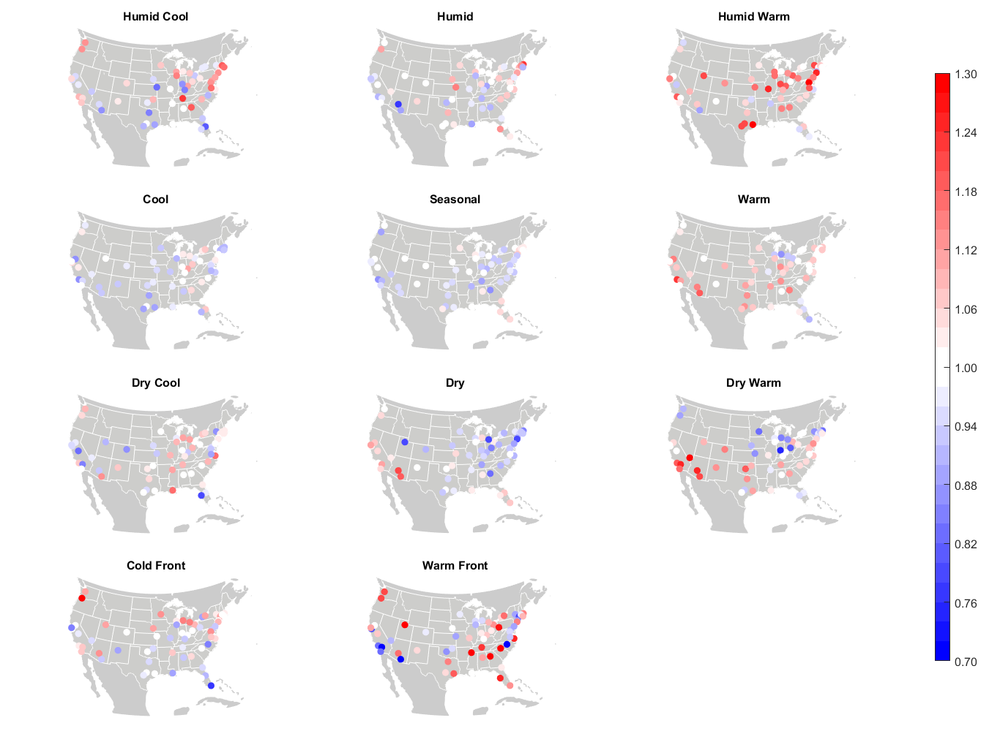 Humid Cool
Humid
Humid Warm
Cool
Seasonal
Warm
Dry Cool
Dry
Dry Warm
Cold Front
Warm Front
1.30
1.24
1.18
1.12
1.06
1.00
0.94
0.88
0.82
0.76
0.70